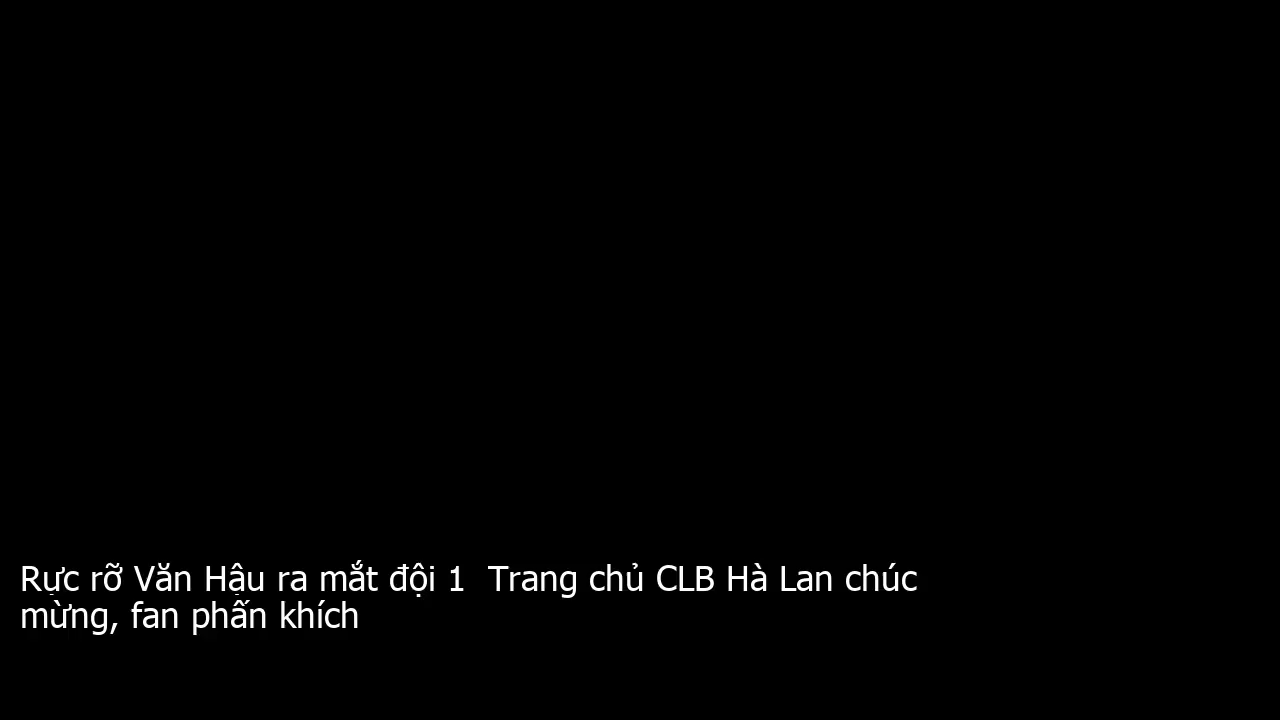 Rực rỡ Văn Hậu ra mắt đội 1  Trang chủ CLB Hà Lan chúc
mừng, fan phấn khích